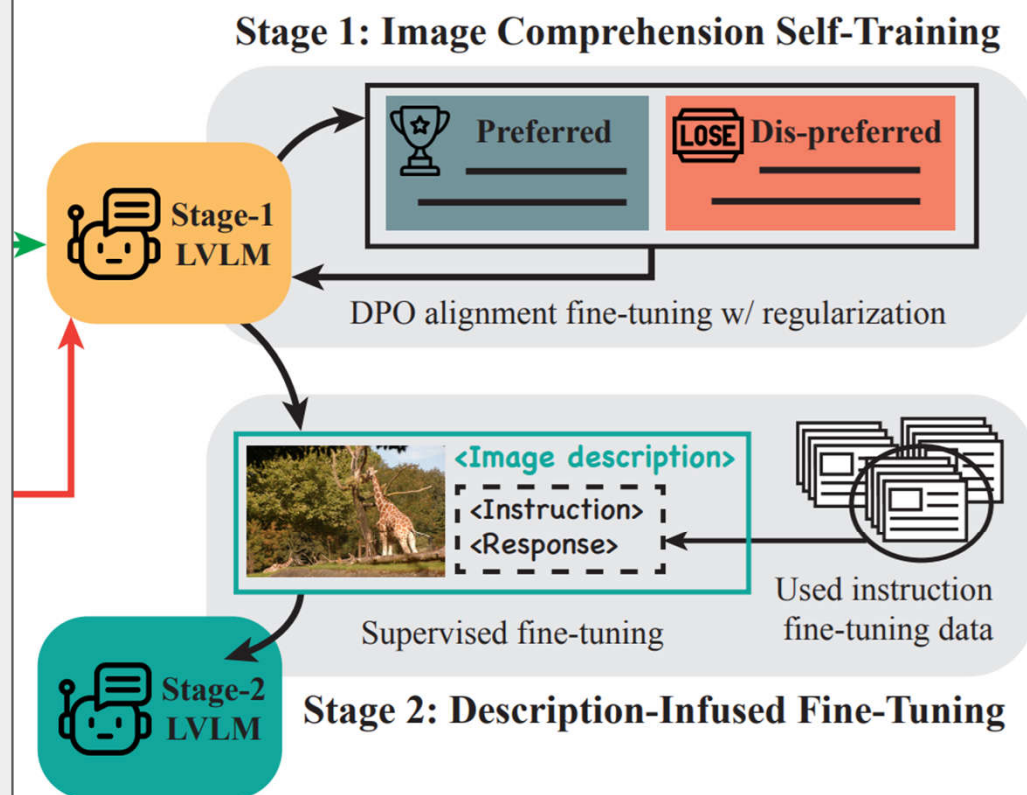 Stage 1: Image Comprehension Self-Training
Preferred
LOSE
Dis-preferred
Stage-1
LVLM
DPO alignment fine-tuning w/ regularization
<Image description>
<Instruction>
<Response>
Used instruction
fine-tuning data
Supervised fine-tuning
Stage-2
LVLM
Stage 2: Description-Infused Fine-Tuning